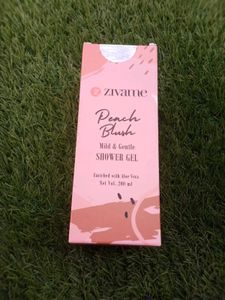 ZIVAME
Peach
Blush
Mild & Gentle
SHOWER GEL
Enriched with Aloe Vera
Net Vol. 200 ml